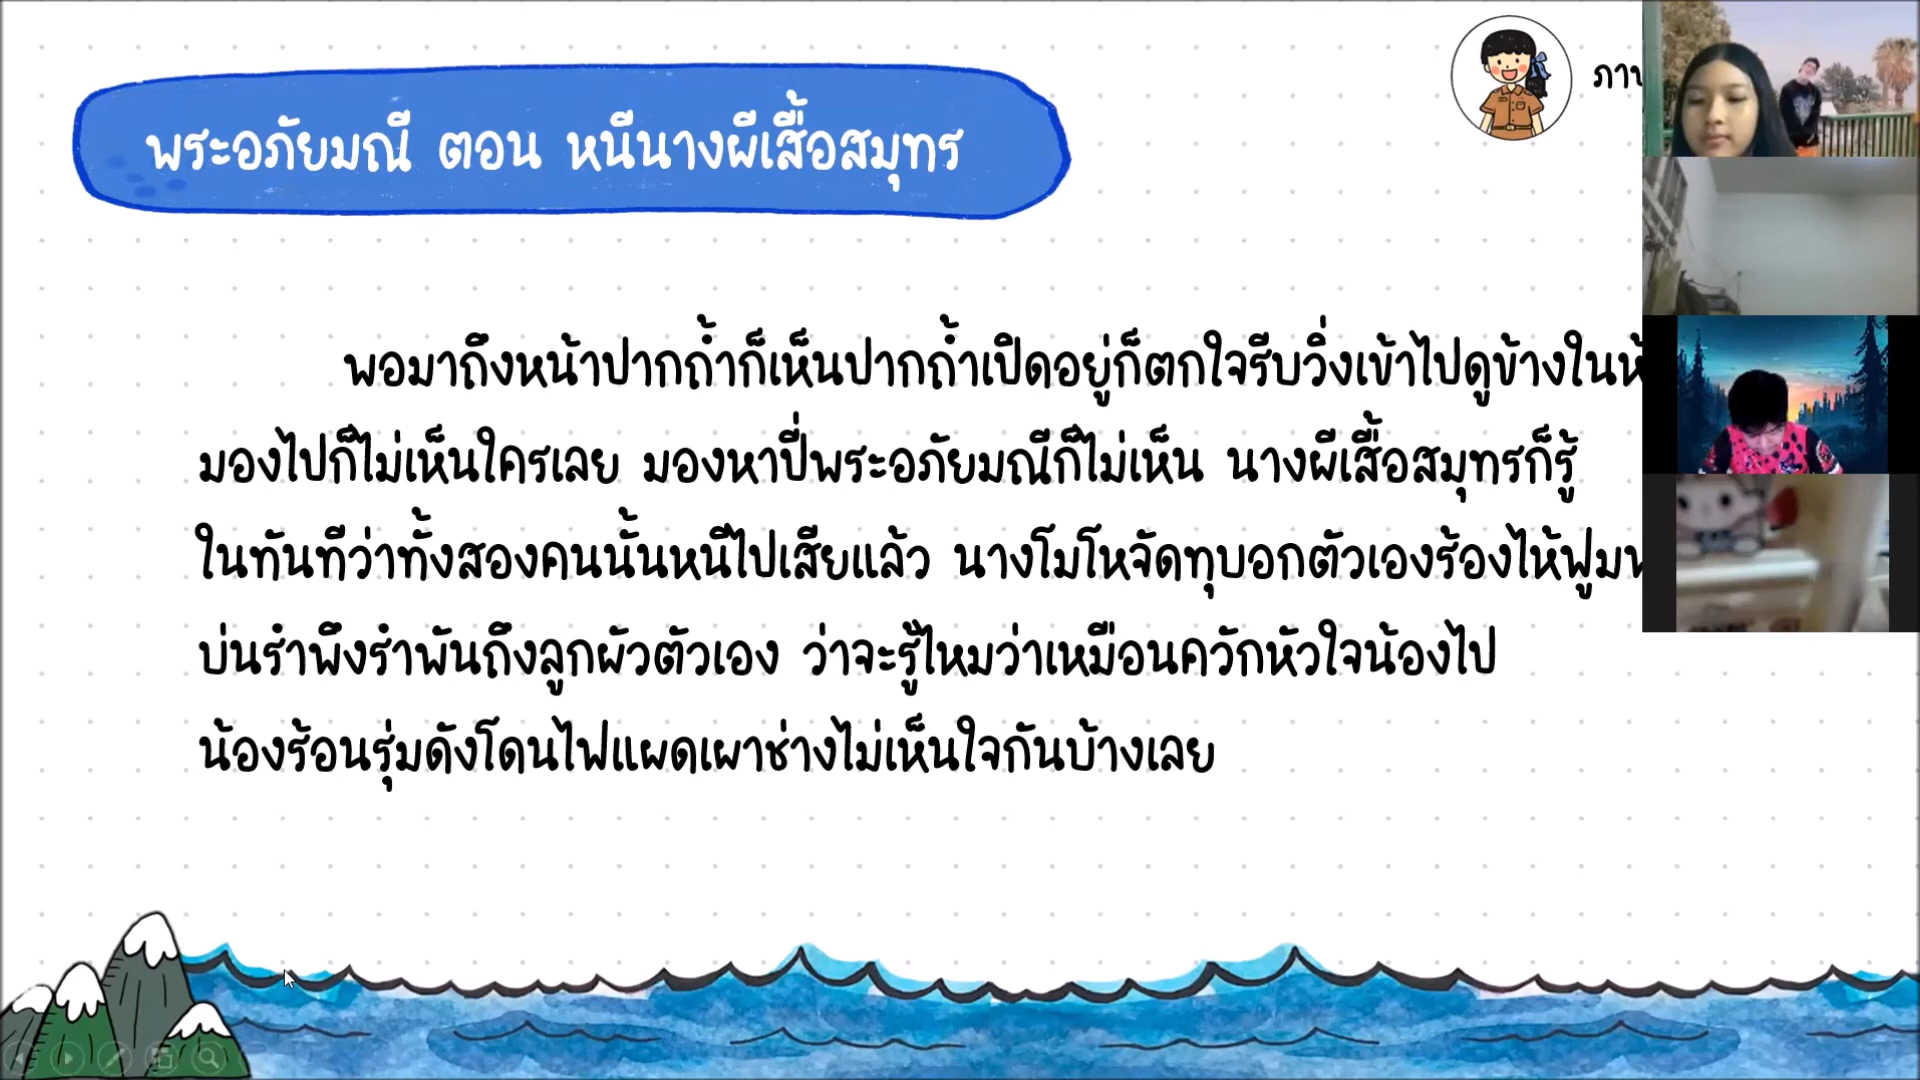 พระอภัยมณี ตอน หนีนางผีเสื้อสมุทร
พอมาถึงหน้าปากถ้ำก็เห็นปากถ้ำเปิดอยู่ก็ตกใจรีบวิ่งเข้าไปดูข้างใน
มองไปก็ไม่เห็นใครเลย มองหาปี่พระอภัยมณีก็ไม่เห็น นางผีเสื้อสมุทรก็รู้
ในทันทีว่าทั้งสองคนนั้นหนีไปเสียแล้ว นางโมโหจัดทุบอกตัวเองร้องไห้
บ่นรำพึงรำพันถึงลูกผัวตัวเอง ว่าจะรู้ไหมว่าเหมือนควักหัวใจน้องไป
น้องร้อนรุ่มดังโดนไฟแผดเผาช่างไม่เห็นใจกันบ้างเลย